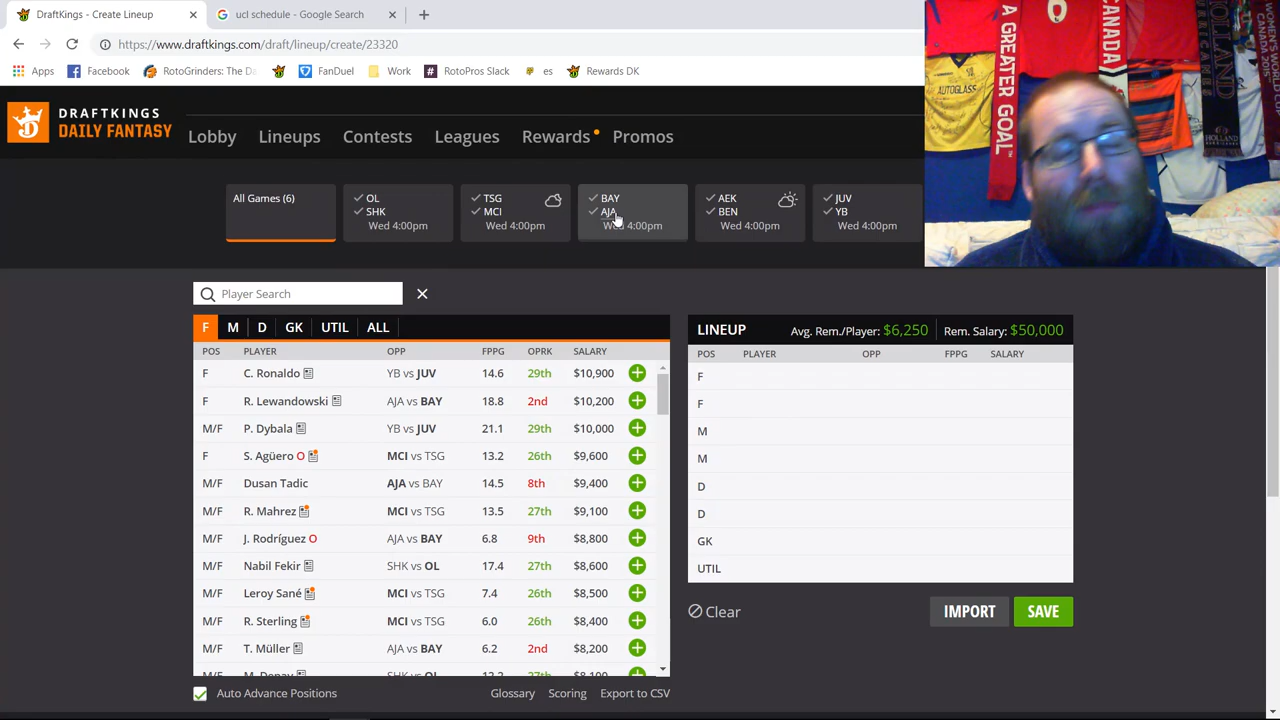 DraftKings - Create Lineup
ucl schedule - Google Search
https://www.draftkings.com/draft/lineup/create/23320
Apps Facebook RotoGrinders: The Da FanDuel Work RotoPros Slack es Rewards DK
DRAFTKINGS
DAILY FANTASY
Lobby Lineups Contests Leagues Rewards Promos
All Games (6)
OL
SHK
Wed 4:00pm
TSG
MCI
Wed 4:00pm
BAY
AJA
Wed 4:00pm
AEK
BEN
Wed 4:00pm
JUV
YB
Wed 4:00pm
A GREATER GOAL
CANADA
AUTOGLASS
HOLLAND
WOMEN'S WORLD CUP CANADA 2015
Player Search
F M D GK UTIL ALL
POS PLAYER OPP FPPG OPRK SALARY
F C. Ronaldo YB vs JUV 14.6 29th $10,900
F R. Lewandowski AJA vs BAY 18.8 2nd $10,200
M/F P. Dybala YB vs JUV 21.1 29th $10,000
F S. Agüero O MCI vs TSG 13.2 26th $9,600
M/F Dusan Tadic AJA vs BAY 14.5 8th $9,400
M/F R. Mahrez MCI vs TSG 13.5 27th $9,100
M/F J. Rodríguez O AJA vs BAY 6.8 9th $8,800
M/F Nabil Fekir SHK vs OL 17.4 27th $8,600
M/F Leroy Sané MCI vs TSG 7.4 26th $8,500
M/F R. Sterling MCI vs TSG 6.0 26th $8,400
M/F T. Müller AJA vs BAY 6.2 2nd $8,200
Auto Advance Positions
Glossary Scoring Export to CSV
LINEUP Avg. Rem./Player: $6,250 Rem. Salary: $50,000
POS PLAYER OPP FPPG SALARY
F
F
M
M
D
D
GK
UTIL
Clear IMPORT SAVE